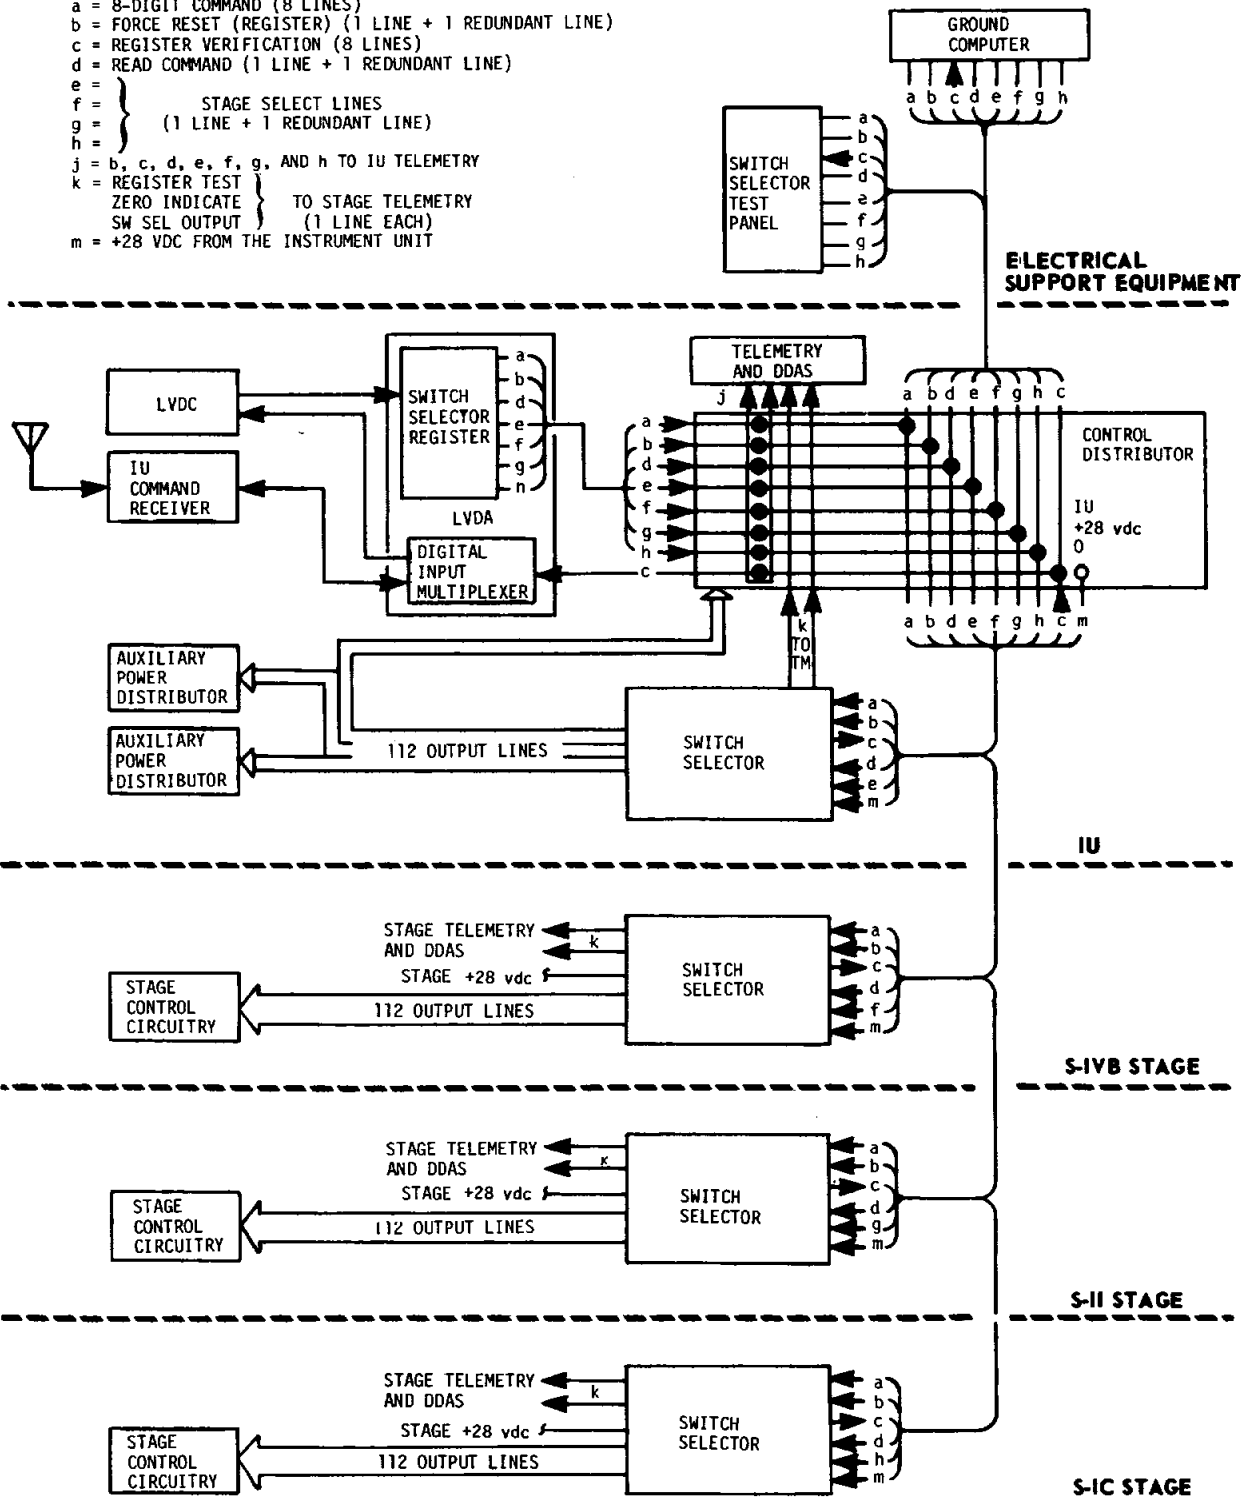 a = 8-DIGIT COMMAND (8 LINES)
b = FORCE RESET (REGISTER) (1 LINE + 1 REDUNDANT LINE)
c = REGISTER VERIFICATION (8 LINES)
d = READ COMMAND (1 LINE + 1 REDUNDANT LINE)
e =
f =
g =
h =
STAGE SELECT LINES
(1 LINE + 1 REDUNDANT LINE)
j = b, c, d, e, f, g, AND h TO IU TELEMETRY
k = REGISTER TEST
ZERO INDICATE
SW SEL OUTPUT
TO STAGE TELEMETRY
(1 LINE EACH)
m = +28 VDC FROM THE INSTRUMENT UNIT
GROUND
COMPUTER
a b c d e f g h
SWITCH
SELECTOR
TEST
PANEL
a
b
c
d
e
f
g
h
ELECTRICAL
SUPPORT EQUIPMENT
LVDC
IU
COMMAND
RECEIVER
SWITCH
SELECTOR
REGISTER
a
b
d
e
f
g
h
LVDA
DIGITAL
INPUT
MULTIPLEXER
TELEMETRY
AND DDAS
j
a
b
d
e
f
g
h
c
a b d e f g h c
CONTROL
DISTRIBUTOR
IU
+28 vdc
O
a b d e f g h c m
k
TO
TM
AUXILIARY
POWER
DISTRIBUTOR
AUXILIARY
POWER
DISTRIBUTOR
112 OUTPUT LINES
SWITCH
SELECTOR
a
b
c
d
e
m
IU
STAGE TELEMETRY
AND DDAS
k
STAGE +28 vdc
112 OUTPUT LINES
STAGE
CONTROL
CIRCUITRY
SWITCH
SELECTOR
a
b
c
d
f
m
S-IVB STAGE
STAGE TELEMETRY
AND DDAS
k
STAGE +28 vdc
112 OUTPUT LINES
STAGE
CONTROL
CIRCUITRY
SWITCH
SELECTOR
a
b
c
d
g
m
S-II STAGE
STAGE TELEMETRY
AND DDAS
k
STAGE +28 vdc
112 OUTPUT LINES
STAGE
CONTROL
CIRCUITRY
SWITCH
SELECTOR
a
b
c
d
h
m
S-IC STAGE